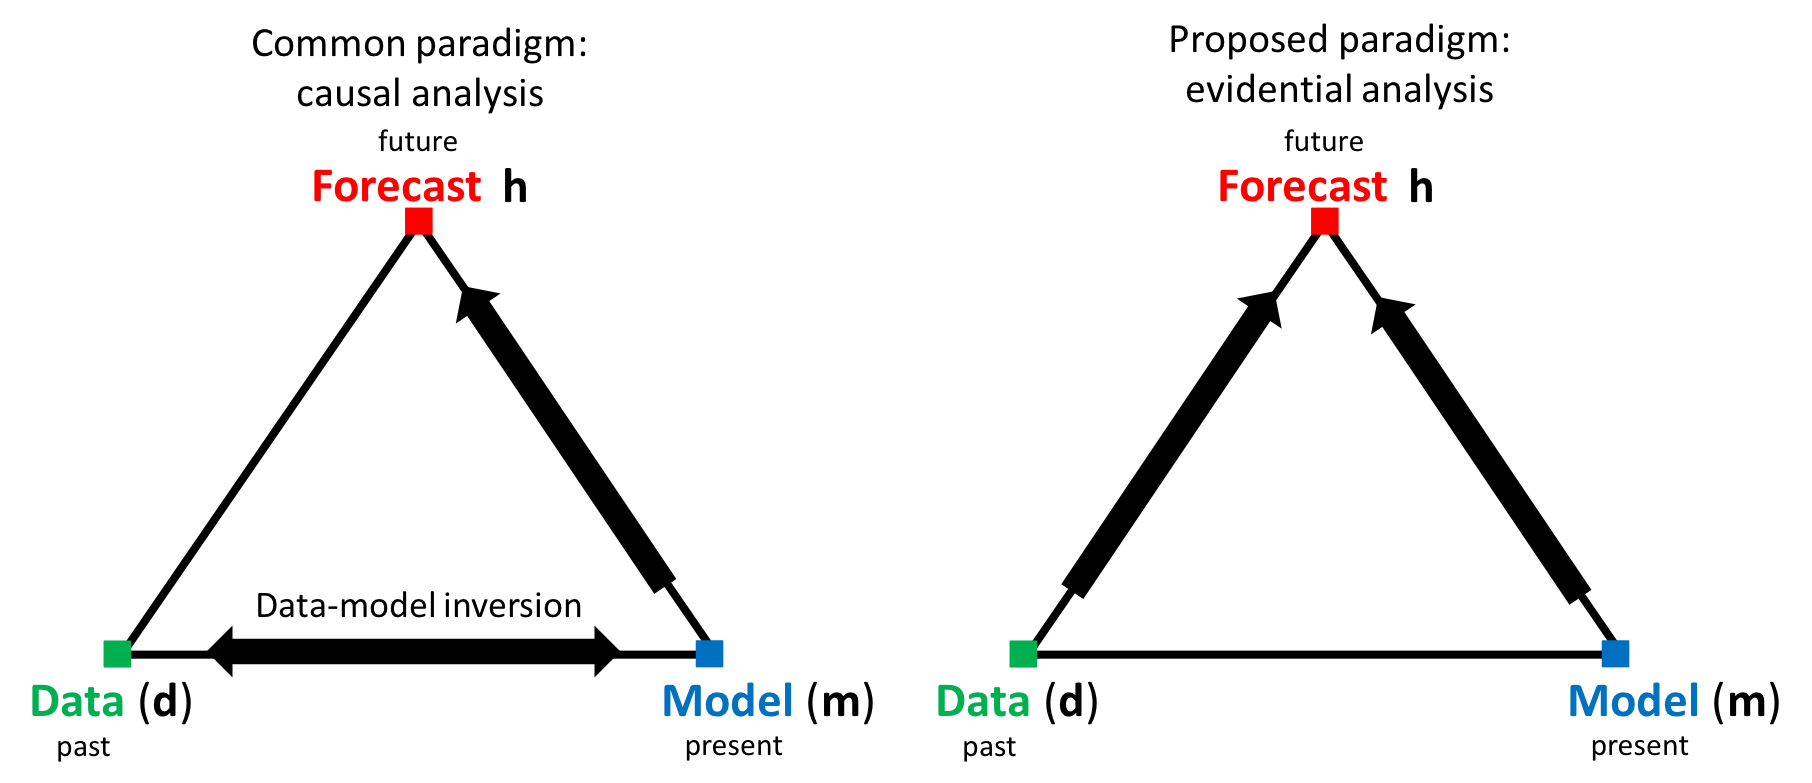 Common paradigm:
causal analysis
future
Forecast h
Data-model inversion
Data (d)
past
Model (m)
present
Proposed paradigm:
evidential analysis
future
Forecast h
Data (d)
past
Model (m)
present